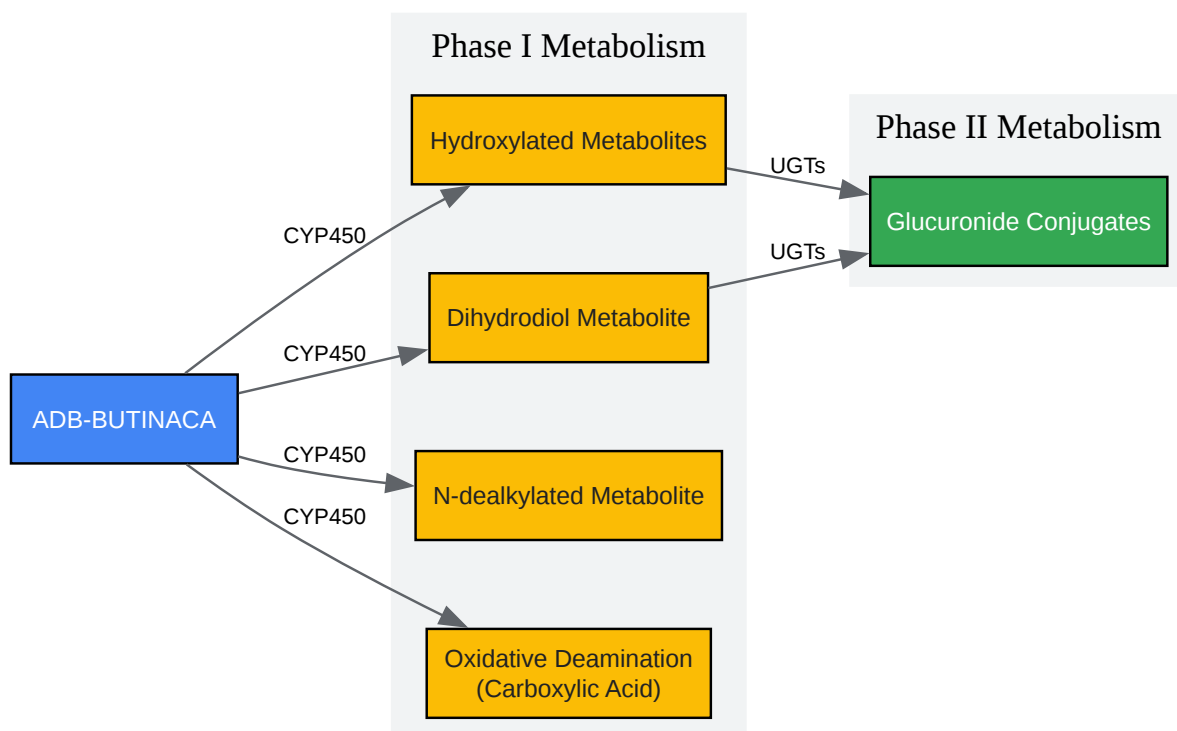 Phase I Metabolism
Hydroxylated Metabolites
Phase II Metabolism
UGTs
Glucuronide Conjugates
CYP450
UGTs
Dihydrodiol Metabolite
CYP450
ADB-BUTINACA
CYP450
N-dealkylated Metabolite
CYP450
Oxidative Deamination
(Carboxylic Acid)